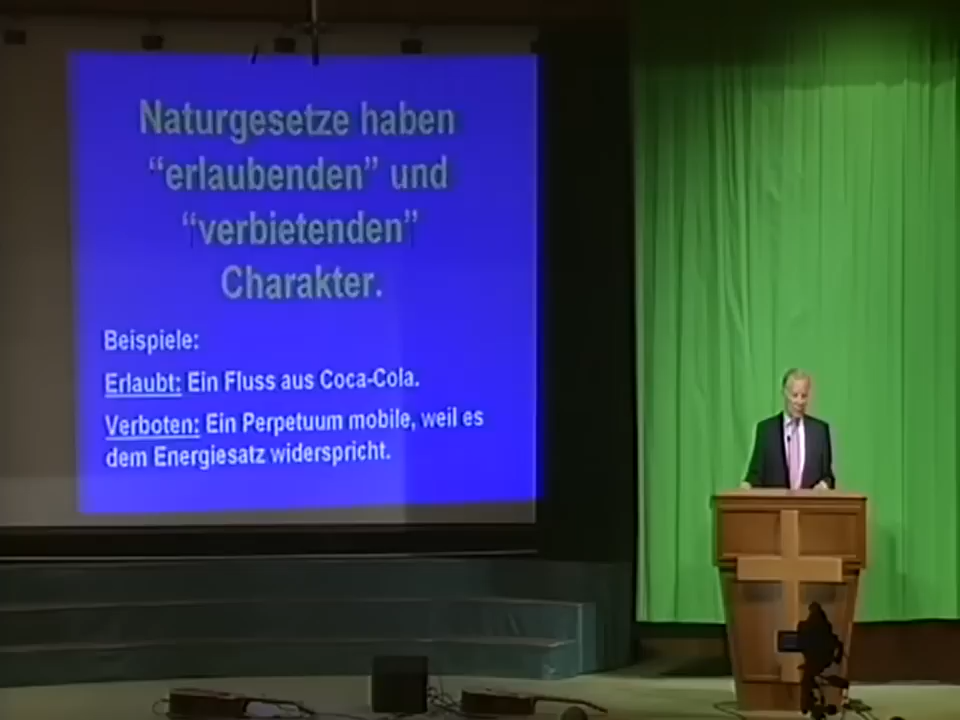 Naturgesetze haben
“erlaubenden” und
“verbietenden”
Charakter.
Beispiele:
Erlaubt: Ein Fluss aus Coca-Cola.
Verboten: Ein Perpetuum mobile, weil es
dem Energiesatz widerspricht.